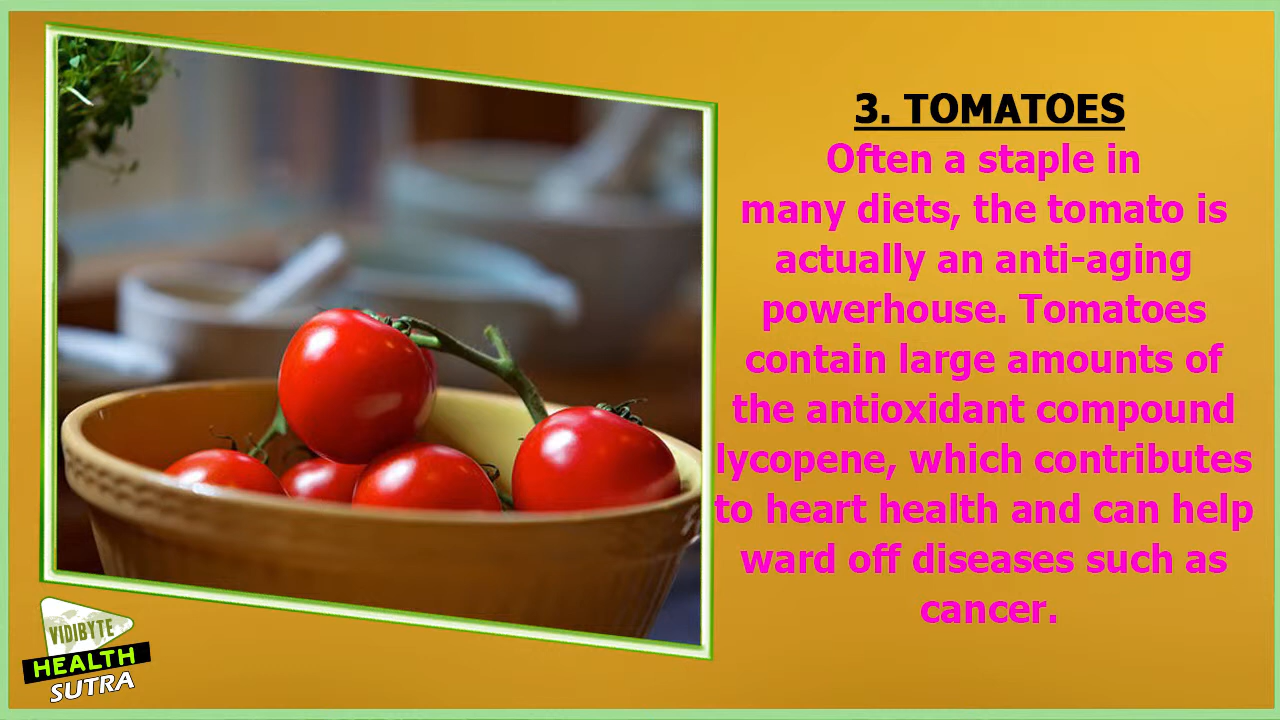 3. TOMATOES
Often a staple in
many diets, the tomato is
actually an anti-aging
powerhouse. Tomatoes
contain large amounts of
the antioxidant compound
lycopene, which contributes
to heart health and can help
ward off diseases such as
cancer.
VIDIBYTE
HEALTH
SUTRA